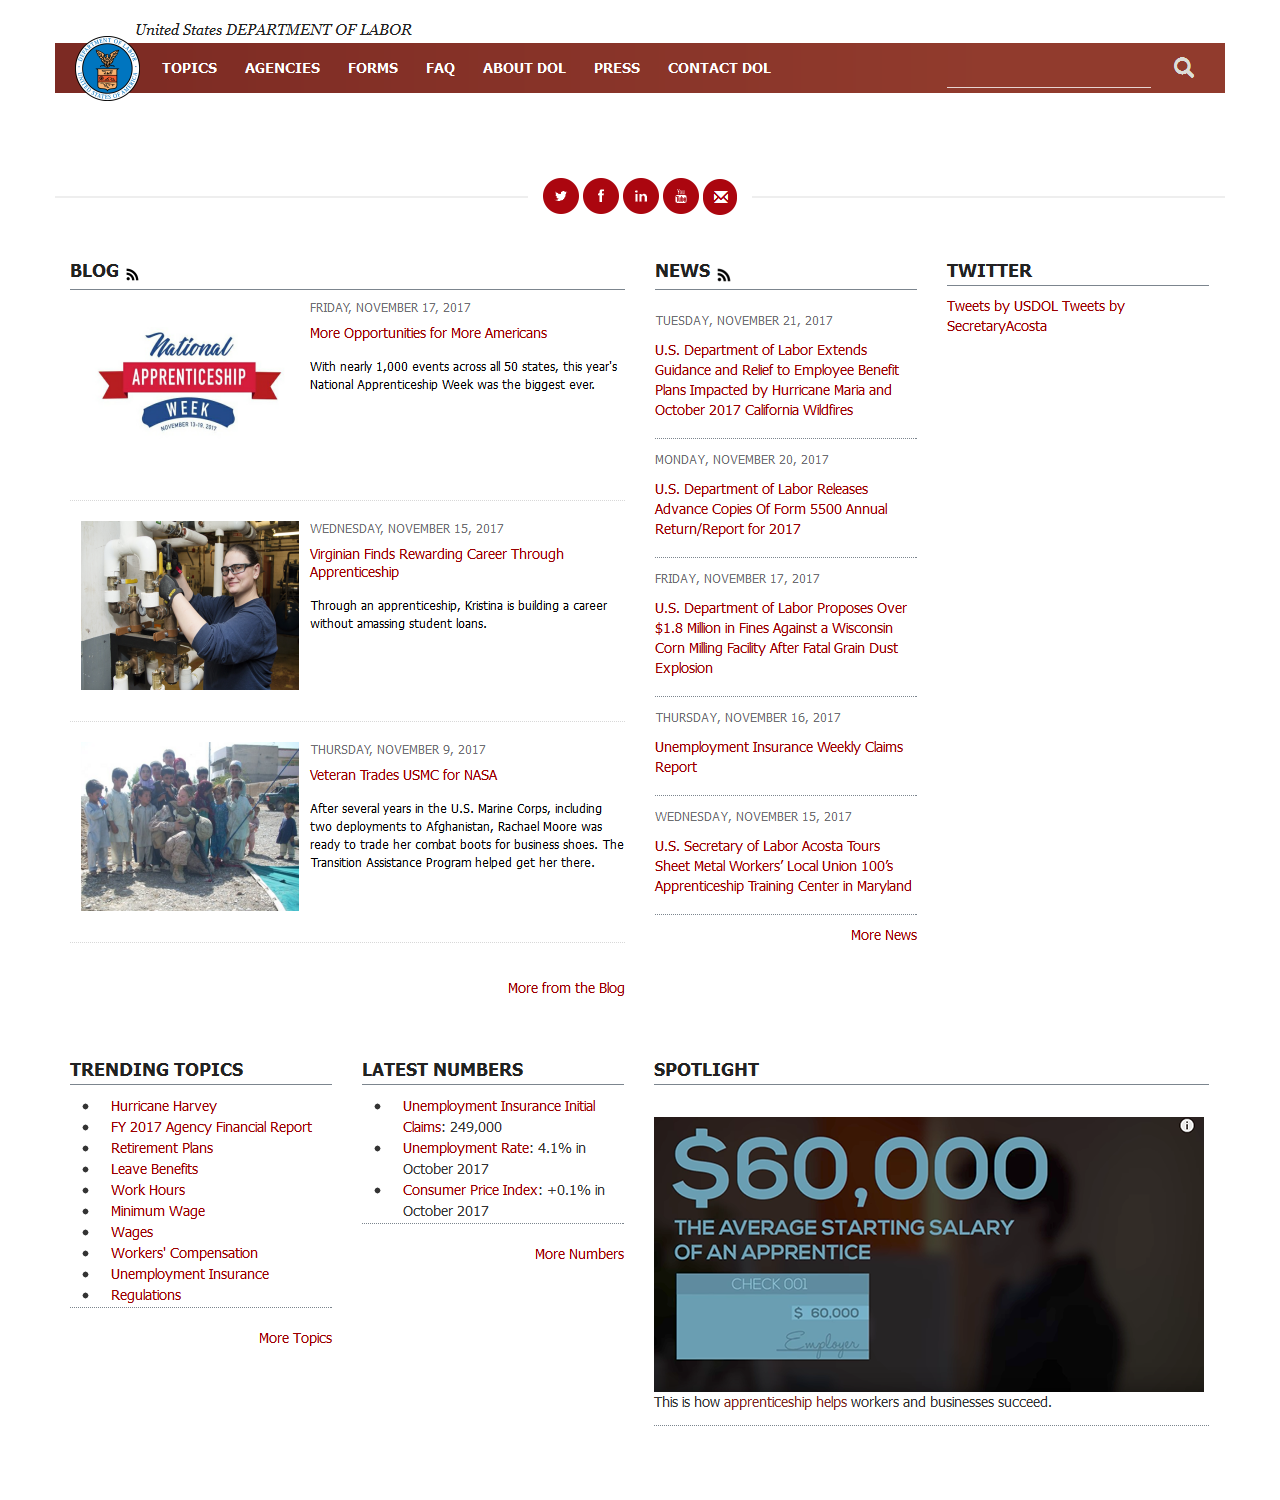 United States DEPARTMENT OF LABOR
TOPICS AGENCIES FORMS FAQ ABOUT DOL PRESS CONTACT DOL
BLOG
FRIDAY, NOVEMBER 17, 2017
More Opportunities for More Americans
With nearly 1,000 events across all 50 states, this year's
National Apprenticeship Week was the biggest ever.
National
APPRENTICESHIP
WEEK
NOVEMBER 13-19, 2017
WEDNESDAY, NOVEMBER 15, 2017
Virginian Finds Rewarding Career Through
Apprenticeship
Through an apprenticeship, Kristina is building a career
without amassing student loans.
THURSDAY, NOVEMBER 9, 2017
Veteran Trades USMC for NASA
After several years in the U.S. Marine Corps, including
two deployments to Afghanistan, Rachael Moore was
ready to trade her combat boots for business shoes. The
Transition Assistance Program helped get her there.
More from the Blog
NEWS
TUESDAY, NOVEMBER 21, 2017
U.S. Department of Labor Extends
Guidance and Relief to Employee Benefit
Plans Impacted by Hurricane Maria and
October 2017 California Wildfires
MONDAY, NOVEMBER 20, 2017
U.S. Department of Labor Releases
Advance Copies Of Form 5500 Annual
Return/Report for 2017
FRIDAY, NOVEMBER 17, 2017
U.S. Department of Labor Proposes Over
$1.8 Million in Fines Against a Wisconsin
Corn Milling Facility After Fatal Grain Dust
Explosion
THURSDAY, NOVEMBER 16, 2017
Unemployment Insurance Weekly Claims
Report
WEDNESDAY, NOVEMBER 15, 2017
U.S. Secretary of Labor Acosta Tours
Sheet Metal Workers’ Local Union 100’s
Apprenticeship Training Center in Maryland
More News
TWITTER
Tweets by USDOL Tweets by
SecretaryAcosta
TRENDING TOPICS
Hurricane Harvey
FY 2017 Agency Financial Report
Retirement Plans
Leave Benefits
Work Hours
Minimum Wage
Wages
Workers' Compensation
Unemployment Insurance
Regulations
More Topics
LATEST NUMBERS
Unemployment Insurance Initial
Claims: 249,000
Unemployment Rate: 4.1% in
October 2017
Consumer Price Index: +0.1% in
October 2017
More Numbers
SPOTLIGHT
$60,000
THE AVERAGE STARTING SALARY
OF AN APPRENTICE
CHECK 001
$ 60,000
Employer
This is how apprenticeship helps workers and businesses succeed.